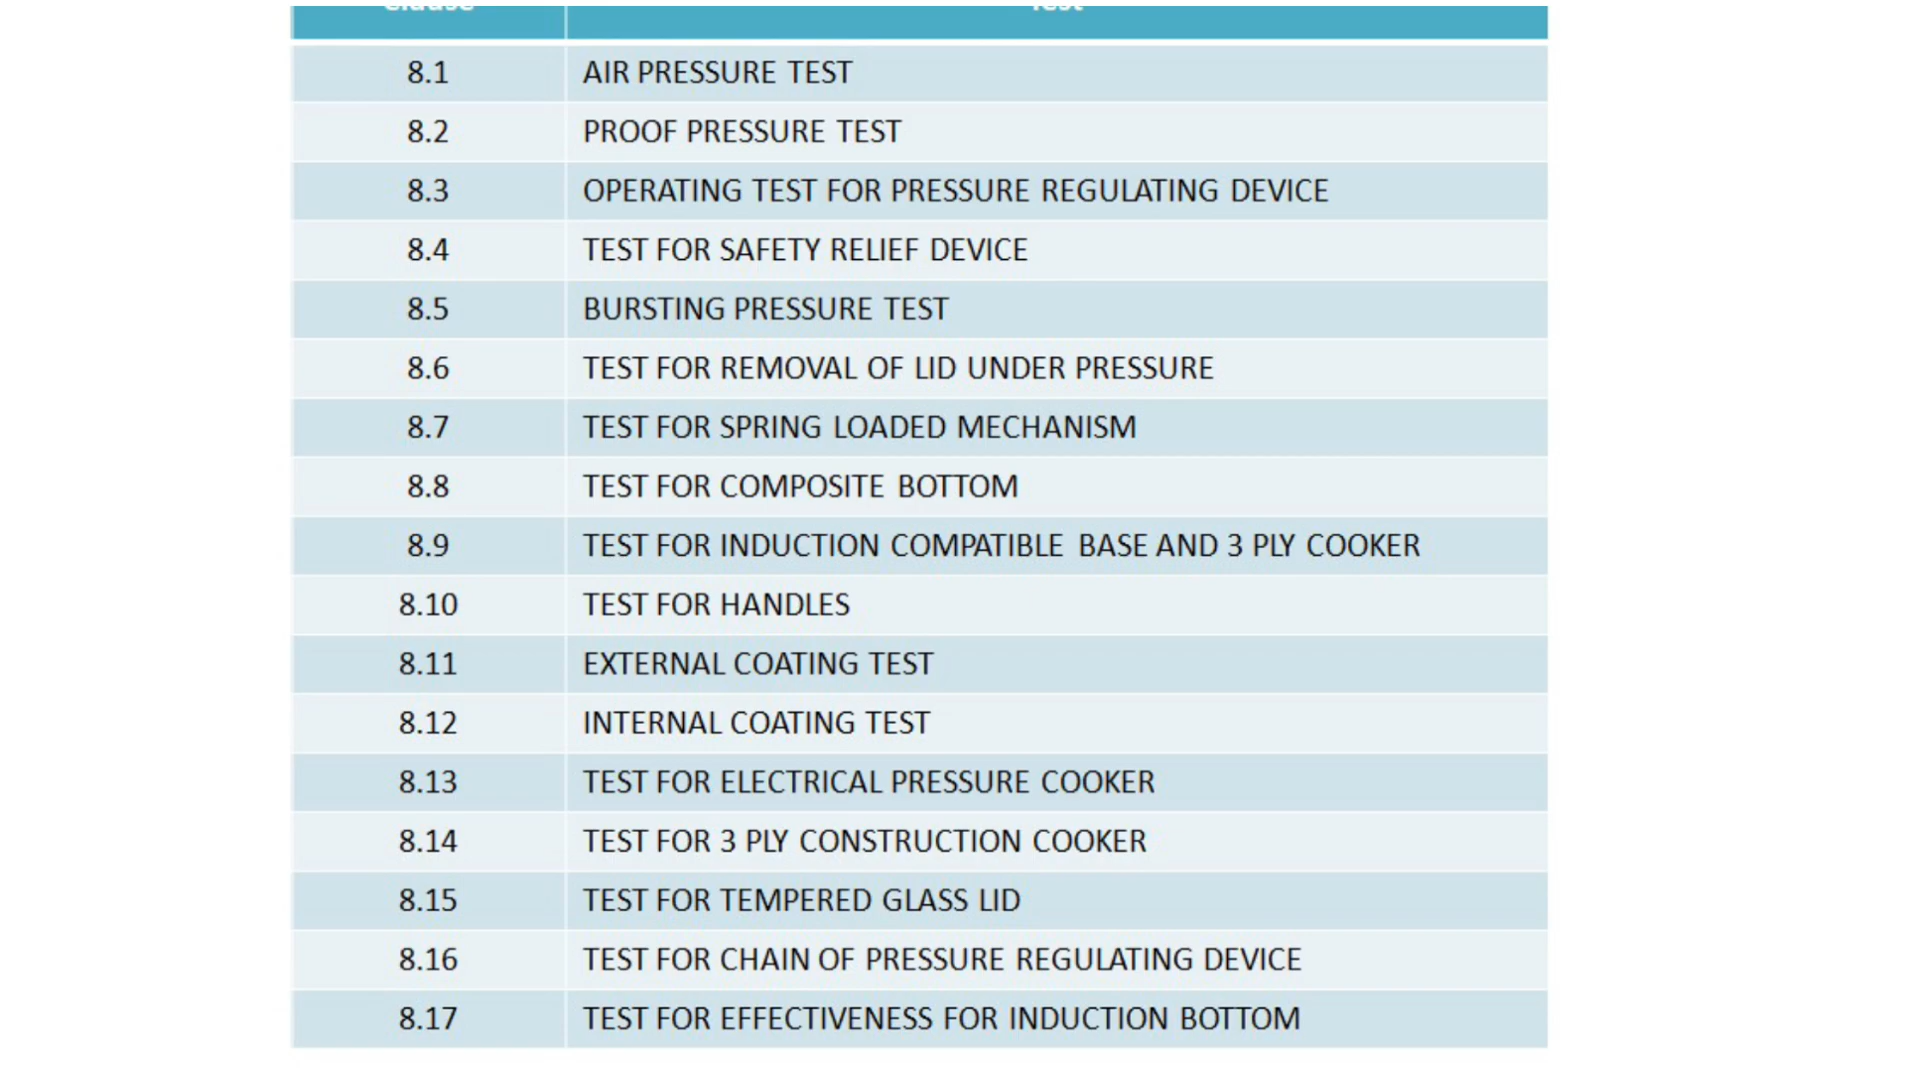 Clause Test
8.1 AIR PRESSURE TEST
8.2 PROOF PRESSURE TEST
8.3 OPERATING TEST FOR PRESSURE REGULATING DEVICE
8.4 TEST FOR SAFETY RELIEF DEVICE
8.5 BURSTING PRESSURE TEST
8.6 TEST FOR REMOVAL OF LID UNDER PRESSURE
8.7 TEST FOR SPRING LOADED MECHANISM
8.8 TEST FOR COMPOSITE BOTTOM
8.9 TEST FOR INDUCTION COMPATIBLE BASE AND 3 PLY COOKER
8.10 TEST FOR HANDLES
8.11 EXTERNAL COATING TEST
8.12 INTERNAL COATING TEST
8.13 TEST FOR ELECTRICAL PRESSURE COOKER
8.14 TEST FOR 3 PLY CONSTRUCTION COOKER
8.15 TEST FOR TEMPERED GLASS LID
8.16 TEST FOR CHAIN OF PRESSURE REGULATING DEVICE
8.17 TEST FOR EFFECTIVENESS FOR INDUCTION BOTTOM